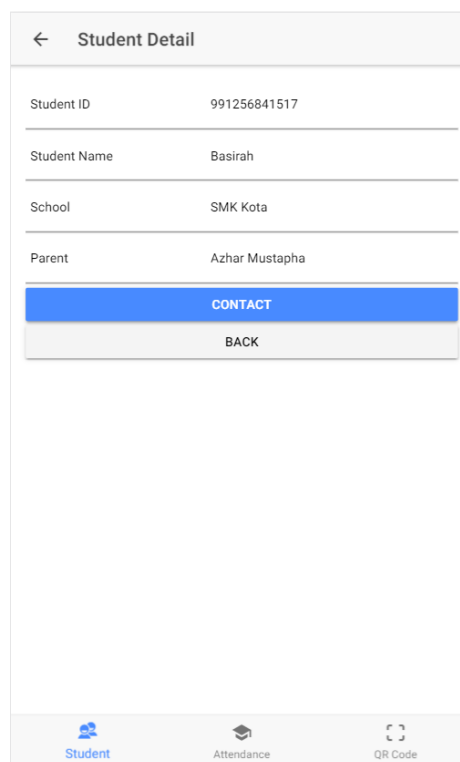 Student Detail
Student ID 991256841517
Student Name Basirah
School SMK Kota
Parent Azhar Mustapha
CONTACT
BACK
Student Attendance QR Code